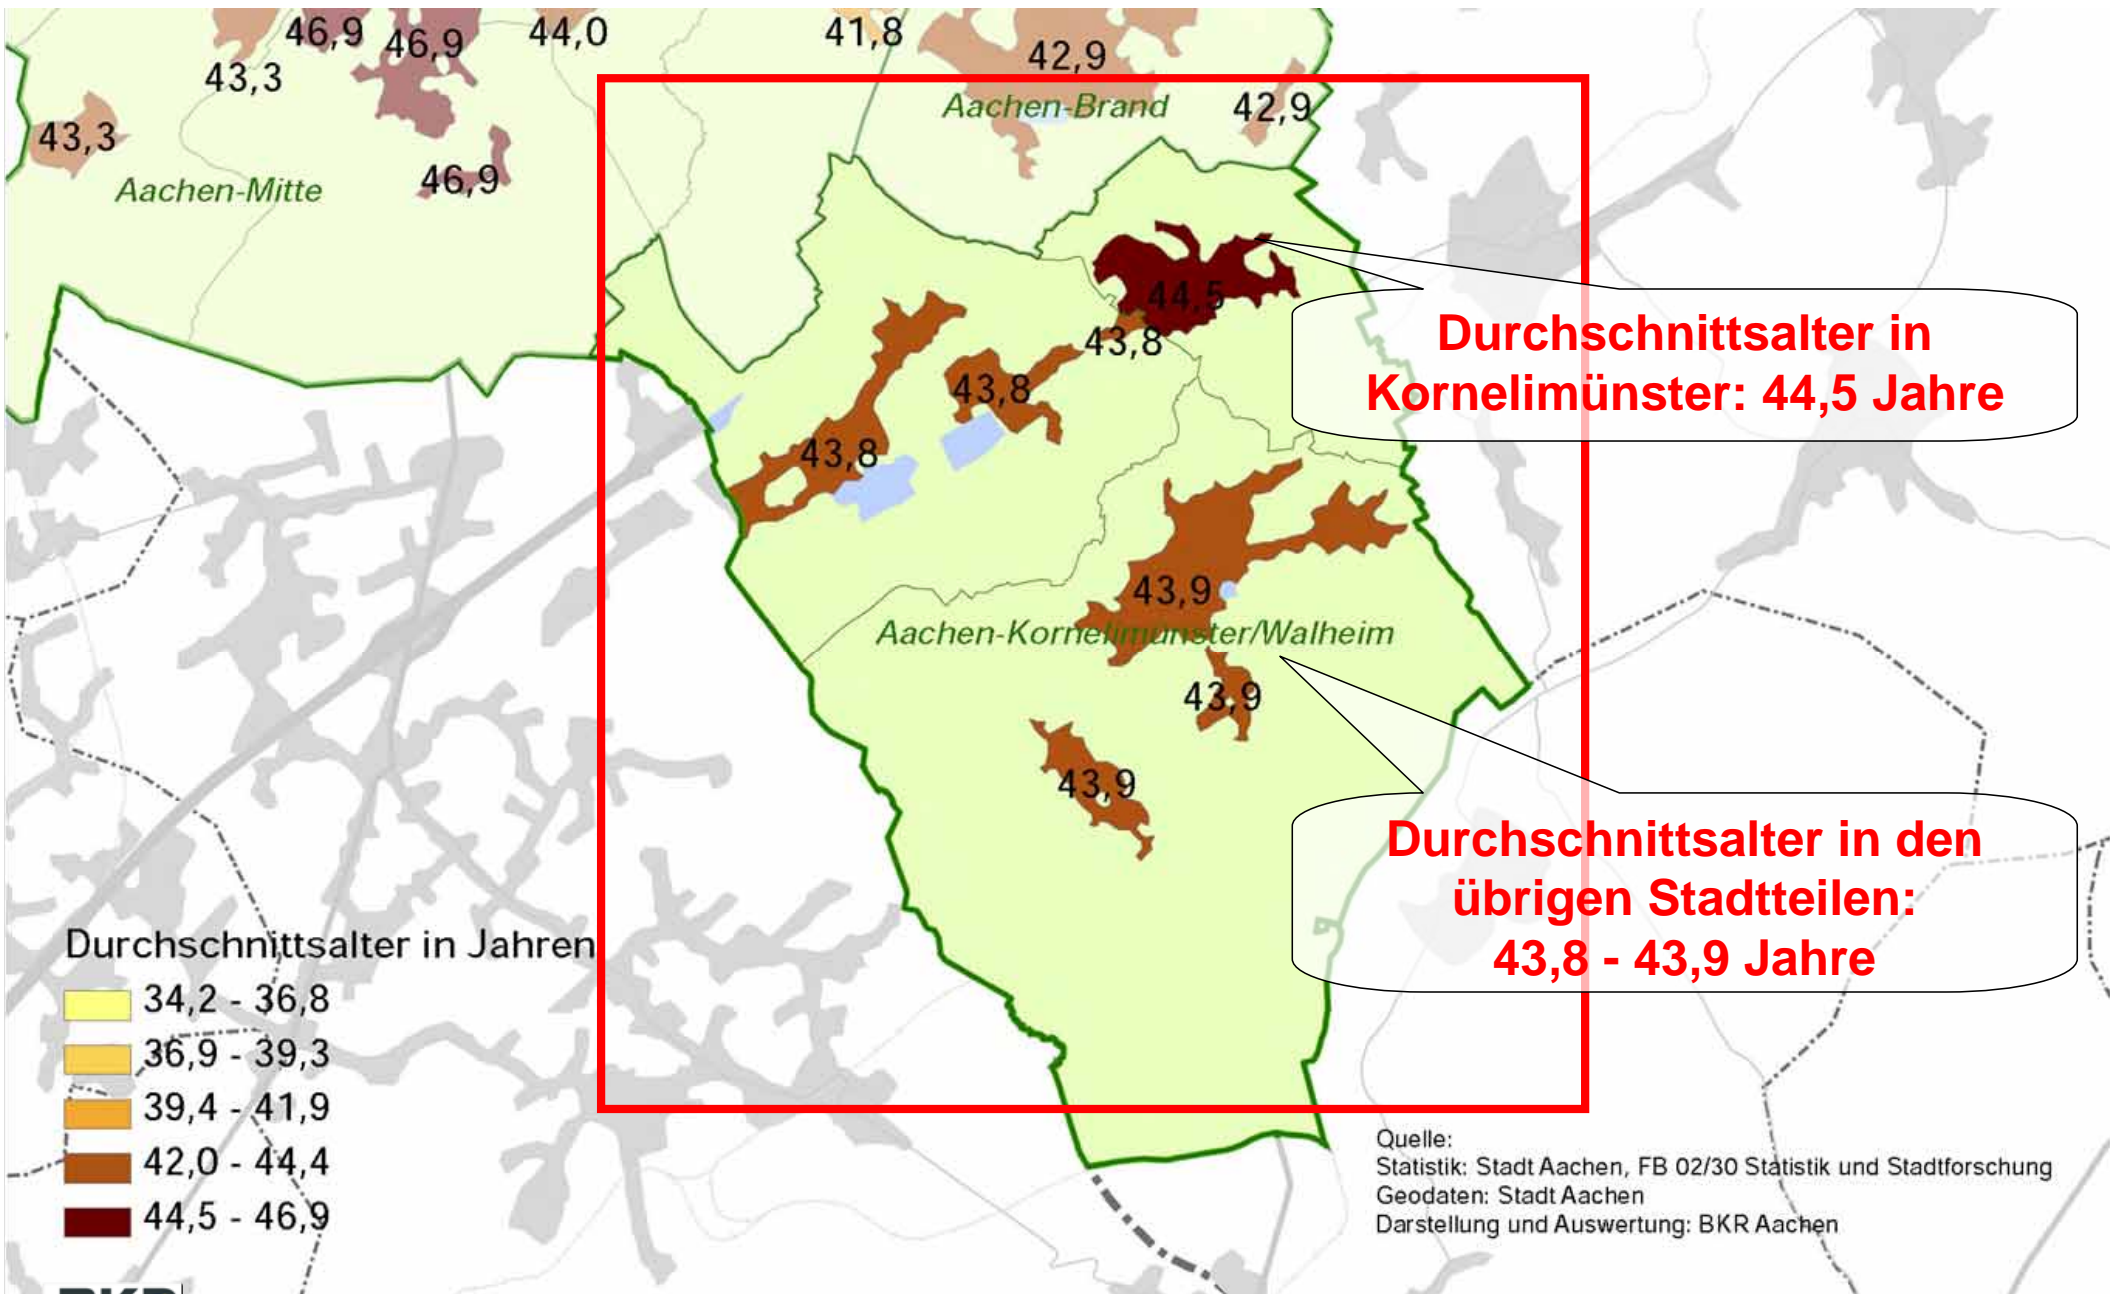 46,9
46,9
44,0
41,8
42,9
43,3
43,3
Aachen-Brand
42,9
Aachen-Mitte
46,9
44,5
43,8
Durchschnittsalter in
Kornelimünster: 44,5 Jahre
43,8
43,8
43,9
Aachen-Kornelimünster/Walheim
43,9
43,9
Durchschnittsalter in den
übrigen Stadtteilen:
43,8 - 43,9 Jahre
Durchschnittsalter in Jahren
34,2 - 36,8
36,9 - 39,3
39,4 - 41,9
42,0 - 44,4
44,5 - 46,9
Quelle:
Statistik: Stadt Aachen, FB 02/30 Statistik und Stadtforschung
Geodaten: Stadt Aachen
Darstellung und Auswertung: BKR Aachen